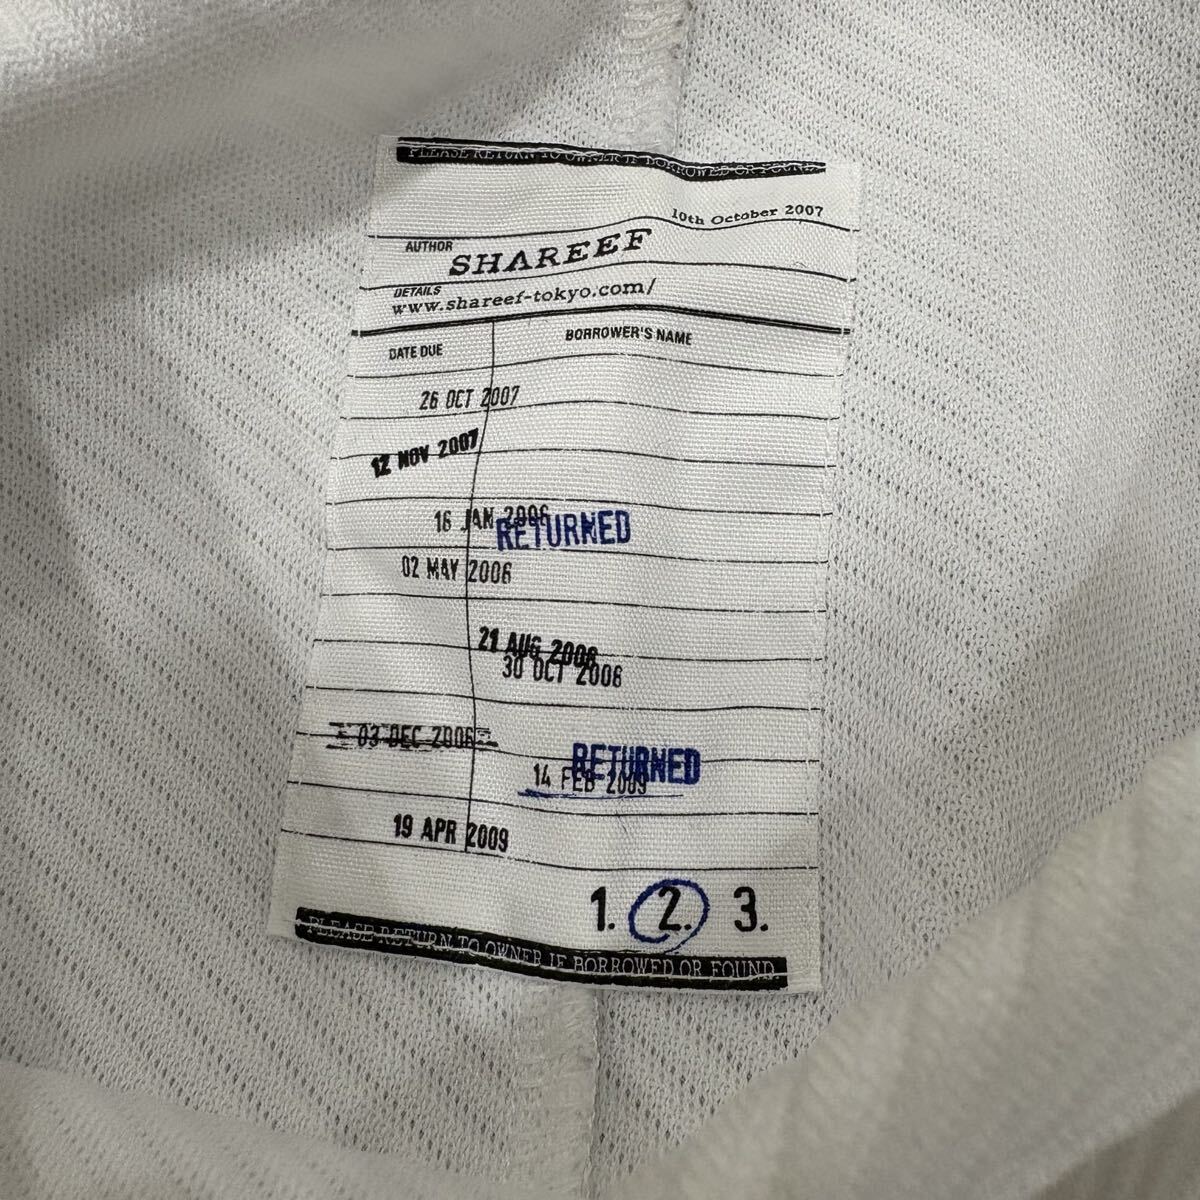 PLEASE RETURN TO OWNER IF BORROWED OR FOUND.
10th October 2007
AUTHOR SHAREEF
DETAILS
www.shareef-tokyo.com/
DATE DUE BORROWER'S NAME
26 OCT 2007
12 NOV 2007
16 JAN 2006
RETURNED
02 MAY 2006
21 AUG 2006
30 OCT 2006
03 DEC 2006
RETURNED
14 FEB 2009
19 APR 2009
1. 2. 3.
PLEASE RETURN TO OWNER IF BORROWED OR FOUND.